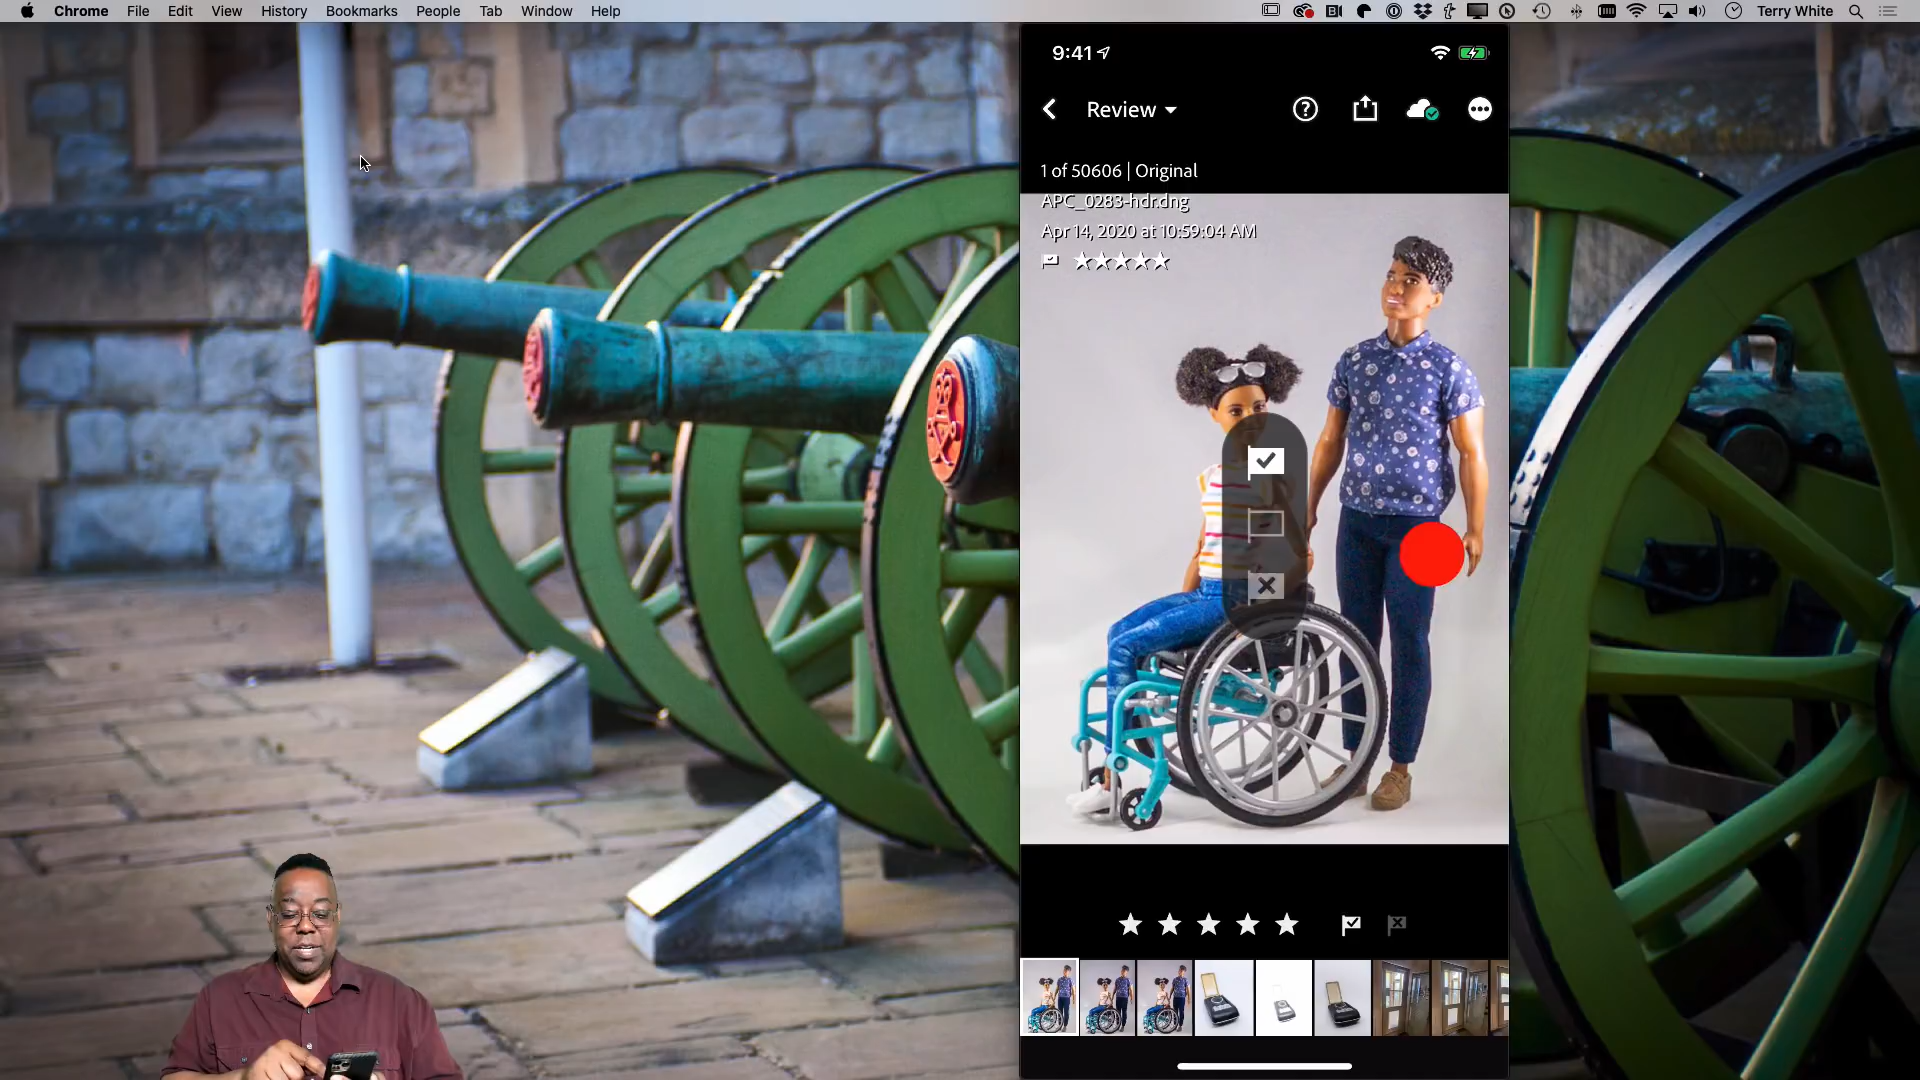 Chrome File Edit View History Bookmarks People Tab Window Help Terry White
9:41
Review
1 of 50606 | Original
APC_0283-hdr.dng
Apr 14, 2020 at 10:59:04 AM